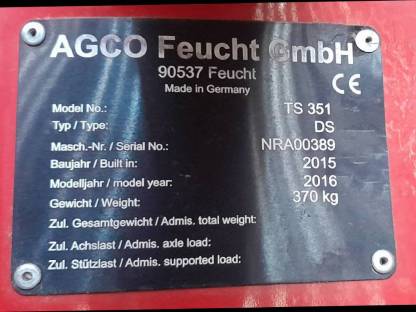 AGCO Feucht GmbH
90537 Feucht
Made in Germany
CE
Model No.: TS 351
Typ / Type: DS
Masch.-Nr. / Serial No.: NRA00389
Baujahr / Built in: 2015
Modelljahr / model year: 2016
Gewicht / Weight: 370 kg
Zul. Gesamtgewicht / Admis. total weight:
Zul. Achslast / Admis. axle load:
Zul. Stützlast / Admis. supported load: